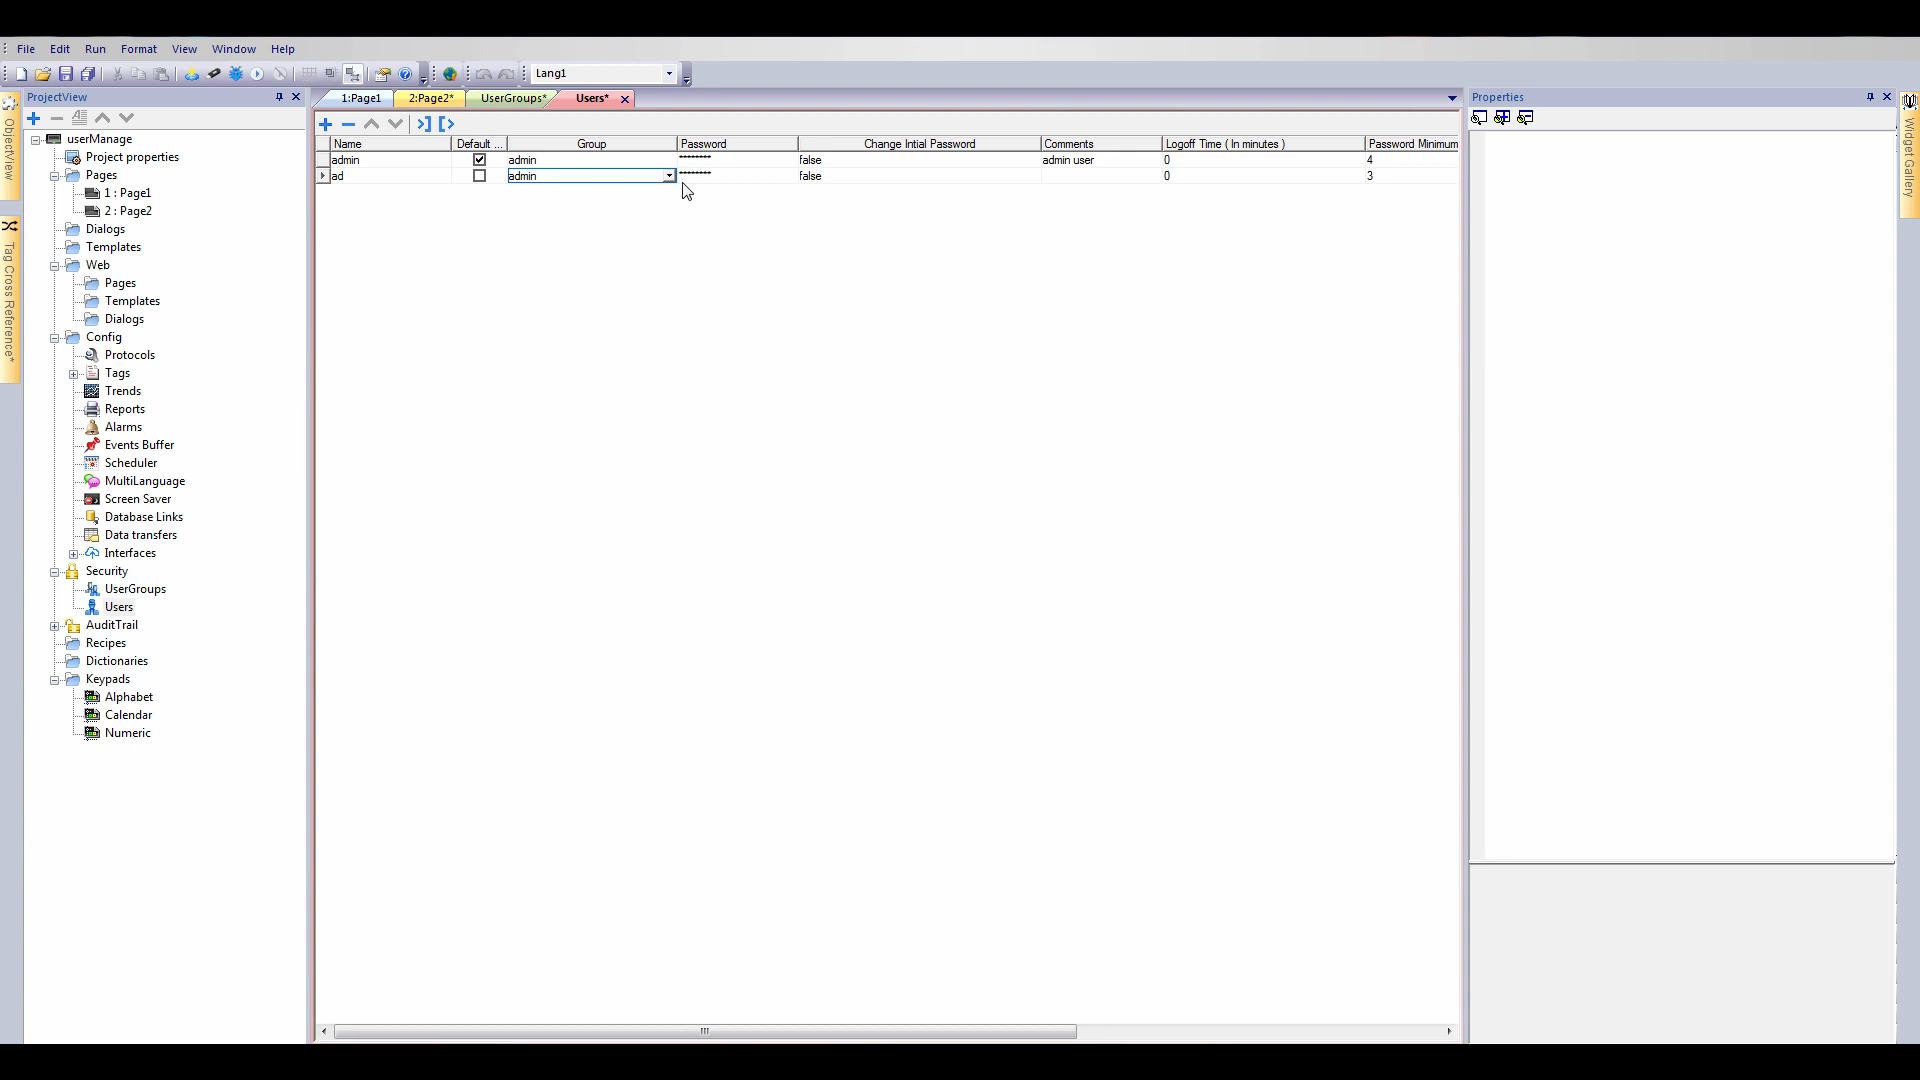 File Edit Run Format View Window Help
Lang1
ProjectView
1:Page1 2:Page2* UserGroups* Users*
Properties
ObjectView
Tag Cross Reference*
Widget Gallery
Name Default ... Group Password Change Intial Password Comments Logoff Time ( In minutes ) Password Minimum
admin admin ******** false admin user 0 4
ad admin ******** false 0 3
userManage
Project properties
Pages
1 : Page1
2 : Page2
Dialogs
Templates
Web
Pages
Templates
Dialogs
Config
Protocols
Tags
Trends
Reports
Alarms
Events Buffer
Scheduler
MultiLanguage
Screen Saver
Database Links
Data transfers
Interfaces
Security
UserGroups
Users
AuditTrail
Recipes
Dictionaries
Keypads
Alphabet
Calendar
Numeric